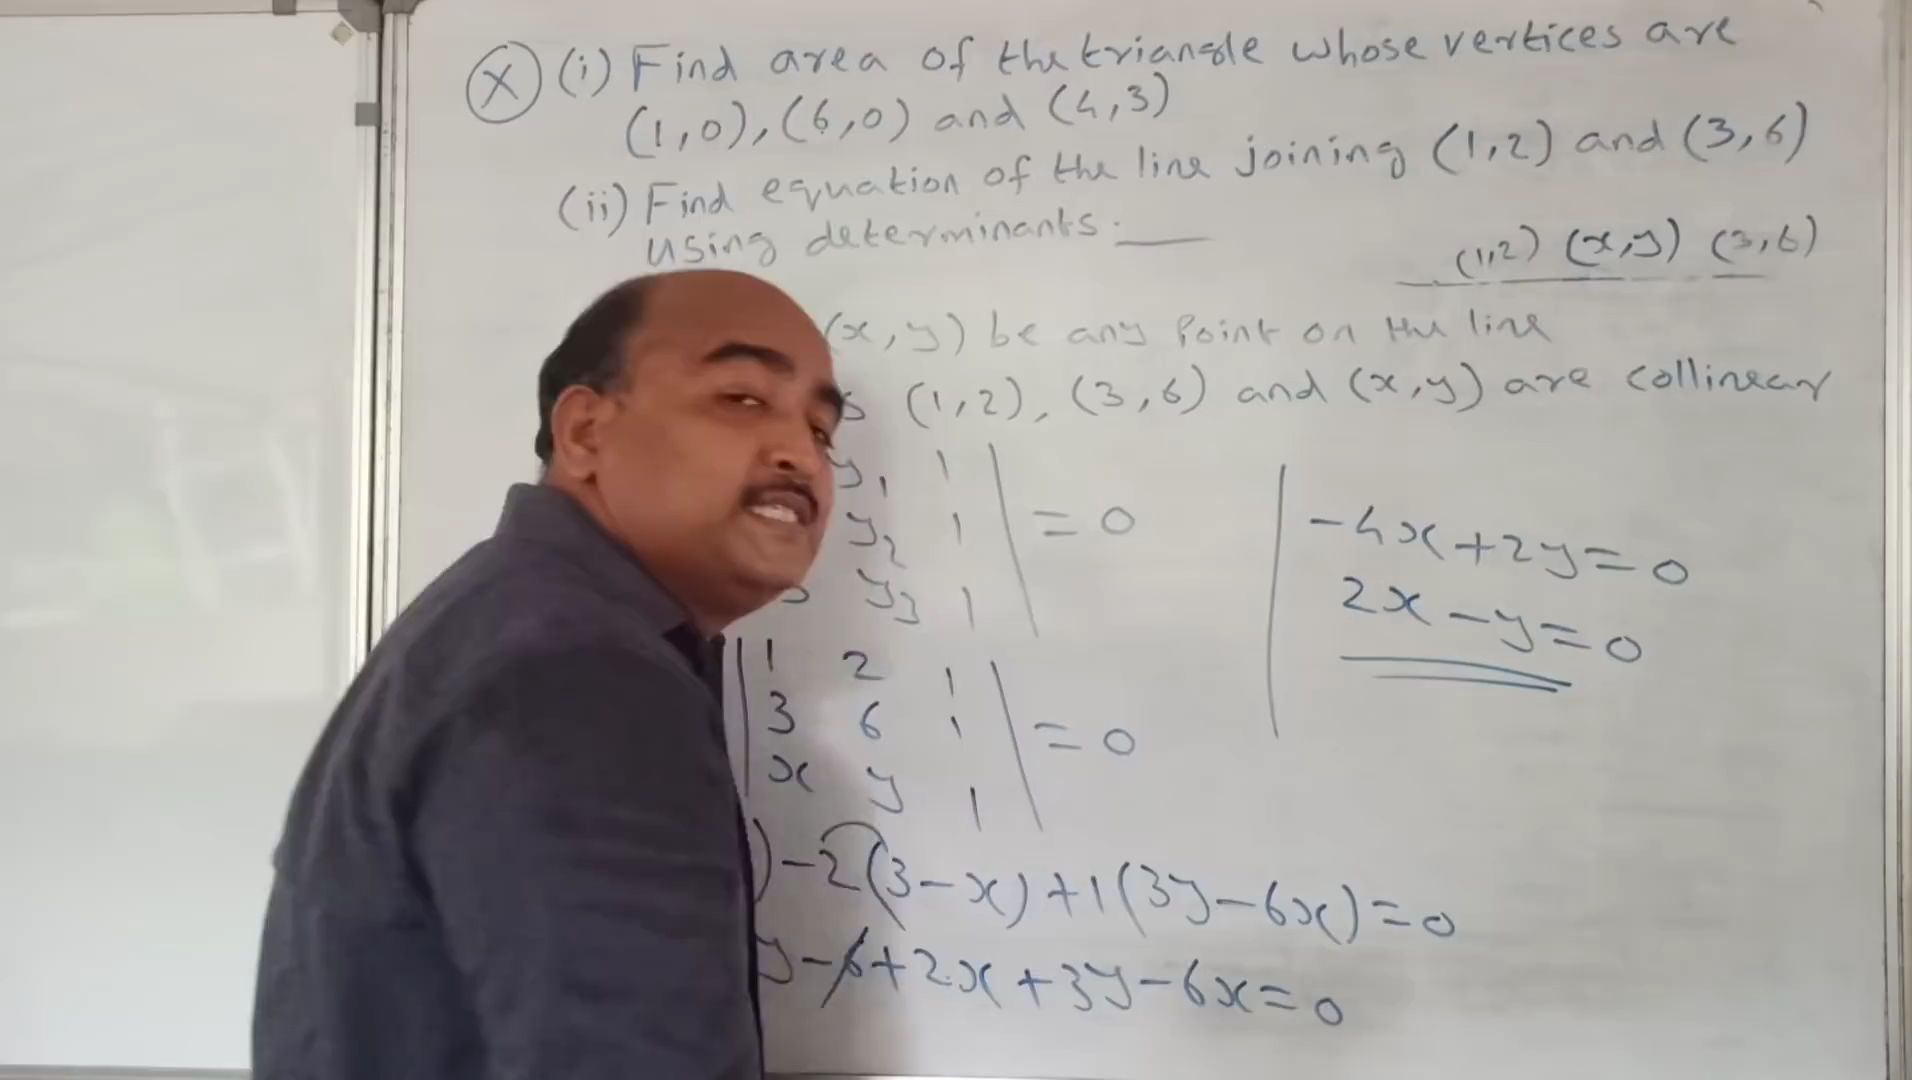 (X) (i) Find area of the triangle whose vertices are
(1,0), (6,0) and (4,3)
(ii) Find equation of the line joining (1,2) and (3,6)
using determinants.
(1,2) (x,y) (3,6)
(x,y) be any point on the line
(1,2), (3,6) and (x,y) are collinear
y₁ 1
y₂ 1 | = 0
y₃ 1
| 1 2 1
3 6 1 | = 0
x y 1
) -2(3-x) +1(3y-6x) = 0
y-6+2x+3y-6x=0
-4x+2y=0
2x-y=0